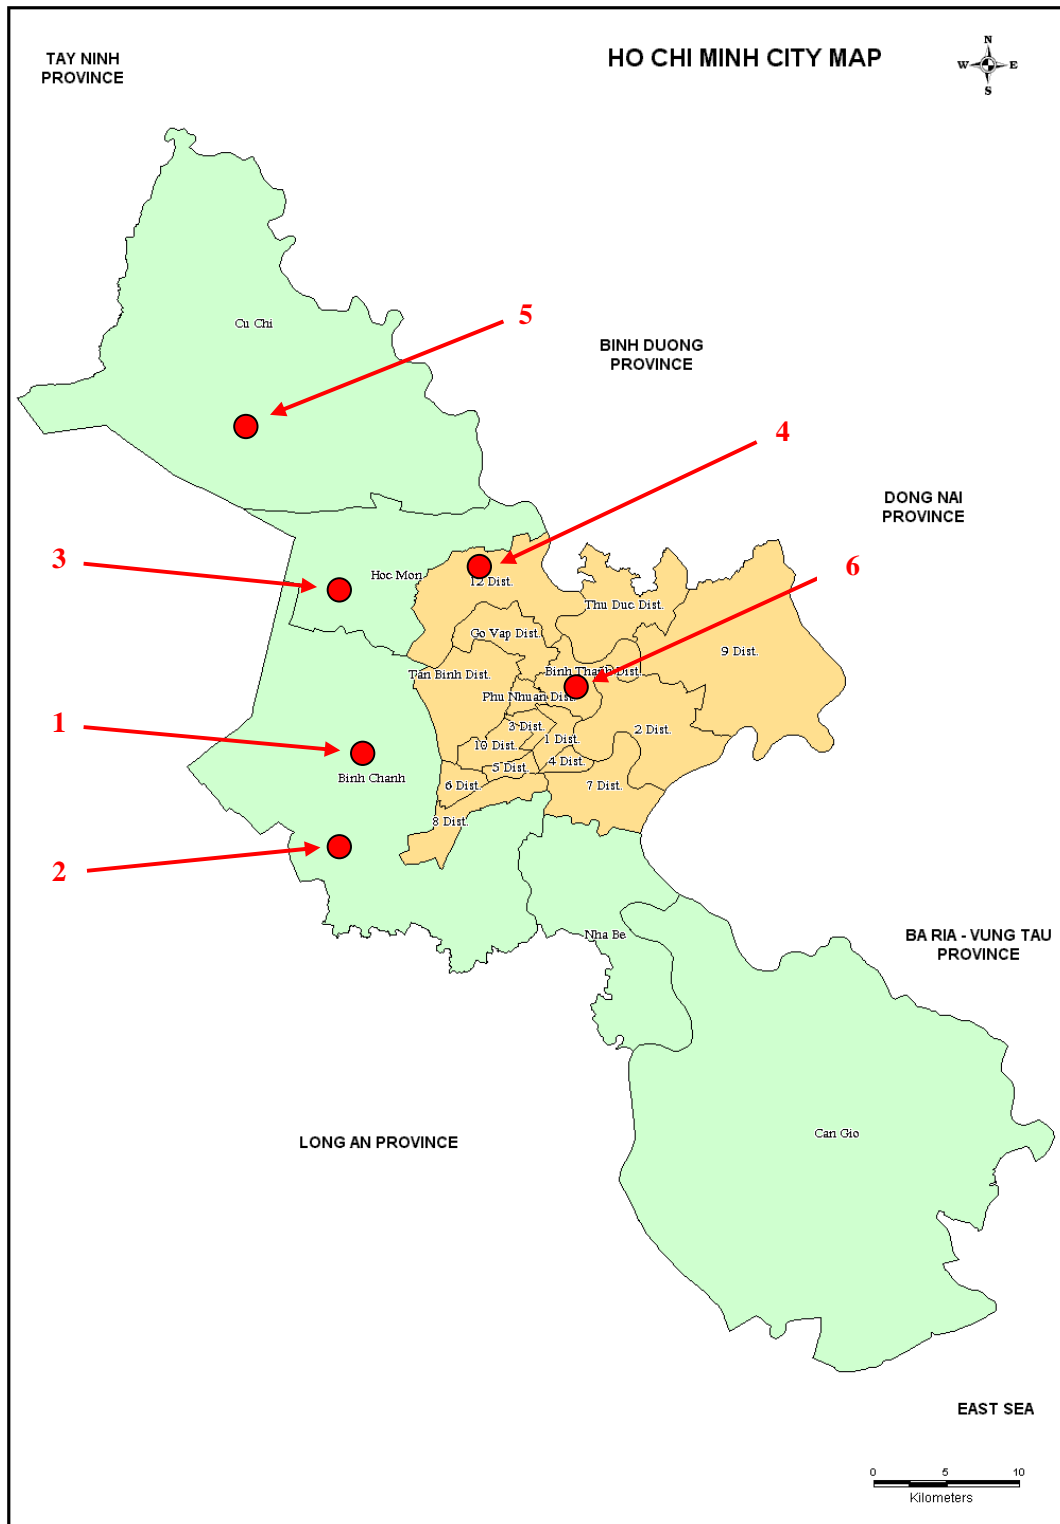 HO CHI MINH CITY MAP
N
W E
S
TAY NINH
PROVINCE
Cu Chi
5
BINH DUONG
PROVINCE
4
DONG NAI
PROVINCE
3
6
Hoc Mon
12 Dist.
Thu Duc Dist.
Go Vap Dist.
9 Dist.
Tan Binh Dist.
Binh Thanh Dist.
Phu Nhuan Dist.
1
3 Dist.
2 Dist.
10 Dist.
1 Dist.
5 Dist.
4 Dist.
Binh Chanh
6 Dist.
7 Dist.
8 Dist.
2
Nha Be
BA RIA - VUNG TAU
PROVINCE
Can Gio
LONG AN PROVINCE
EAST SEA
0 5 10
Kilometers